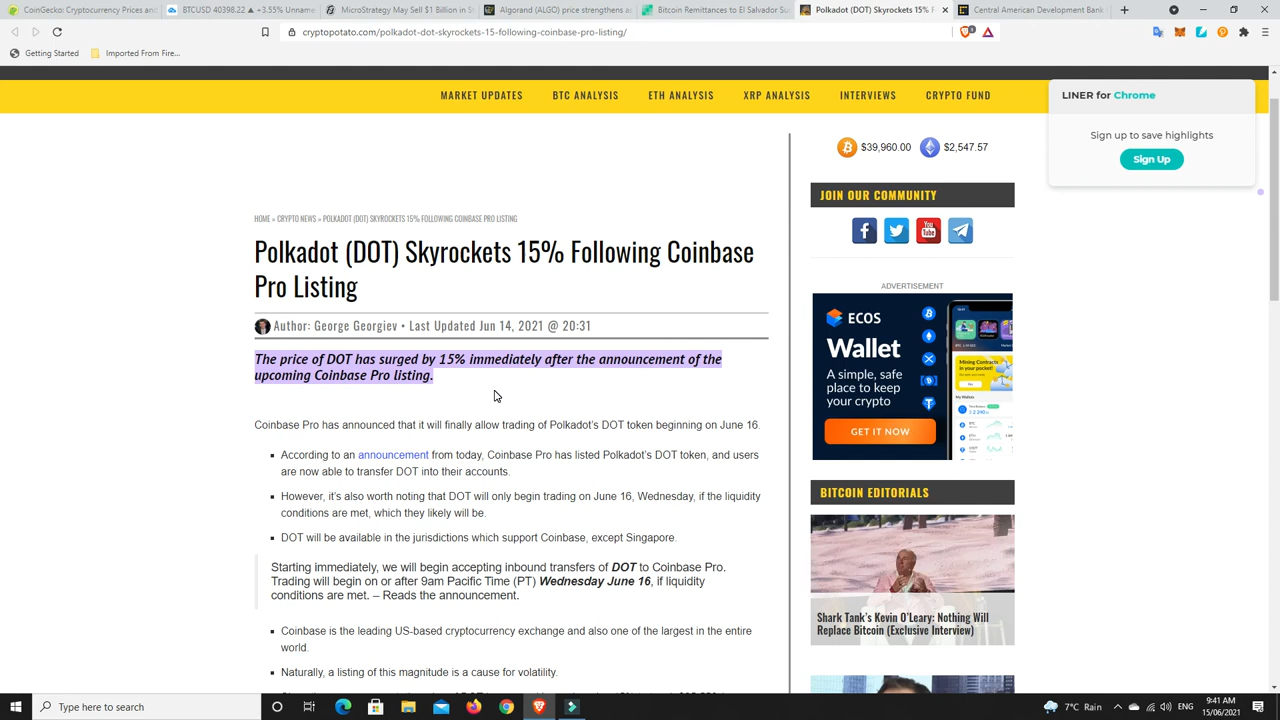 CoinGecko: Cryptocurrency Prices and
BTCUSD 40398.22 ▲ +3.55% Unname
MicroStrategy May Sell $1 Billion in St
Algorand (ALGO) price strengthens a
Bitcoin Remittances to El Salvador Su
Polkadot (DOT) Skyrockets 15% F
Central American Development Bank
cryptopotato.com/polkadot-dot-skyrockets-15-following-coinbase-pro-listing/
Getting Started
Imported From Fire...
MARKET UPDATES
BTC ANALYSIS
ETH ANALYSIS
XRP ANALYSIS
INTERVIEWS
CRYPTO FUND
LINER for Chrome
Sign up to save highlights
Sign Up
$39,960.00
$2,547.57
JOIN OUR COMMUNITY
HOME » CRYPTO NEWS » POLKADOT (DOT) SKYROCKETS 15% FOLLOWING COINBASE PRO LISTING
Polkadot (DOT) Skyrockets 15% Following Coinbase
Pro Listing
Author: George Georgiev • Last Updated Jun 14, 2021 @ 20:31
The price of DOT has surged by 15% immediately after the announcement of the
upcoming Coinbase Pro listing.
Coinbase Pro has announced that it will finally allow trading of Polkadot's DOT token beginning on June 16.
According to an announcement from today, Coinbase Pro has listed Polkadot's DOT token, and users
are now able to transfer DOT into their accounts.
However, it's also worth noting that DOT will only begin trading on June 16, Wednesday, if the liquidity
conditions are met, which they likely will be.
DOT will be available in the jurisdictions which support Coinbase, except Singapore.
Starting immediately, we will begin accepting inbound transfers of DOT to Coinbase Pro.
Trading will begin on or after 9am Pacific Time (PT) Wednesday June 16, if liquidity
conditions are met. – Reads the announcement.
Coinbase is the leading US-based cryptocurrency exchange and also one of the largest in the entire
world.
Naturally, a listing of this magnitude is a cause for volatility.
ADVERTISEMENT
ECOS
Wallet
A simple, safe
place to keep
your crypto
GET IT NOW
BITCOIN EDITORIALS
Shark Tank's Kevin O'Leary: Nothing Will
Replace Bitcoin (Exclusive Interview)
Type here to search
7°C Rain
ENG
9:41 AM
15/06/2021